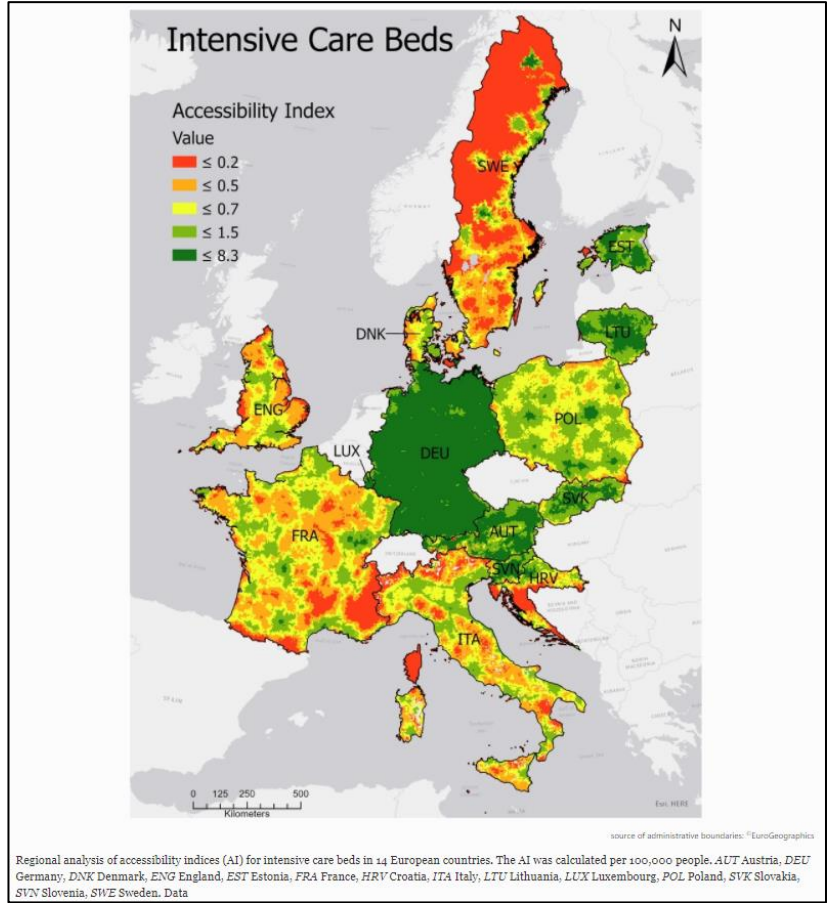 Intensive Care Beds
N
Accessibility Index
Value
≤ 0.2
≤ 0.5
≤ 0.7
≤ 1.5
≤ 8.3
SWE
EST
DNK
LTU
ENG
POL
LUX
DEU
SVK
FRA
AUT
SVN
HRV
ITA
SPAIN
0 125 250 500
Kilometers
Esri, HERE
source of administrative boundaries: ©EuroGeographics
Regional analysis of accessibility indices (AI) for intensive care beds in 14 European countries. The AI was calculated per 100,000 people. AUT Austria, DEU
Germany, DNK Denmark, ENG England, EST Estonia, FRA France, HRV Croatia, ITA Italy, LTU Lithuania, LUX Luxembourg, POL Poland, SVK Slovakia,
SVN Slovenia, SWE Sweden. Data